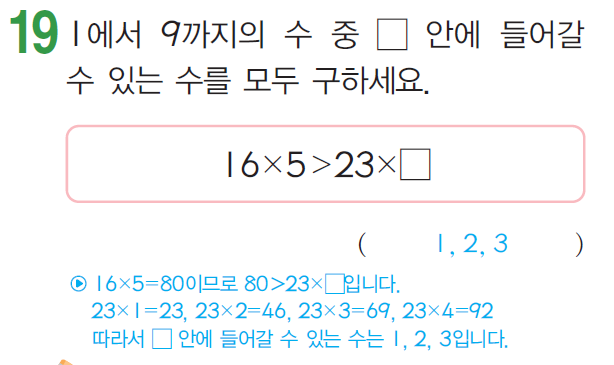 19 1에서 9까지의 수 중 □ 안에 들어갈
수 있는 수를 모두 구하세요.
16×5>23×□
( 1, 2, 3 )
▶ 16×5=80이므로 80>23×□입니다.
23×1=23, 23×2=46, 23×3=69, 23×4=92
따라서 □ 안에 들어갈 수 있는 수는 1, 2, 3입니다.